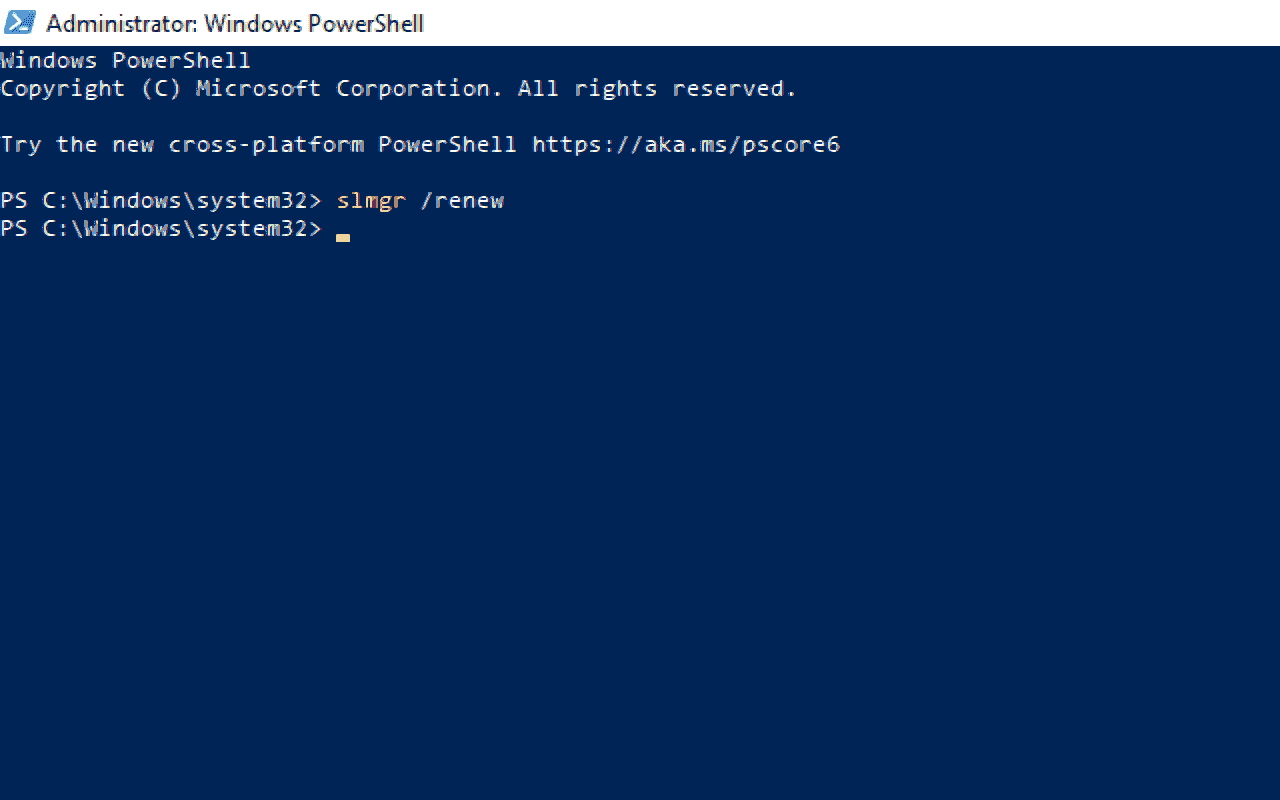 Administrator: Windows PowerShell
Windows PowerShell
Copyright (C) Microsoft Corporation. All rights reserved.
Try the new cross-platform PowerShell https://aka.ms/pscore6
PS C:\Windows\system32> slmgr /renew
PS C:\Windows\system32>